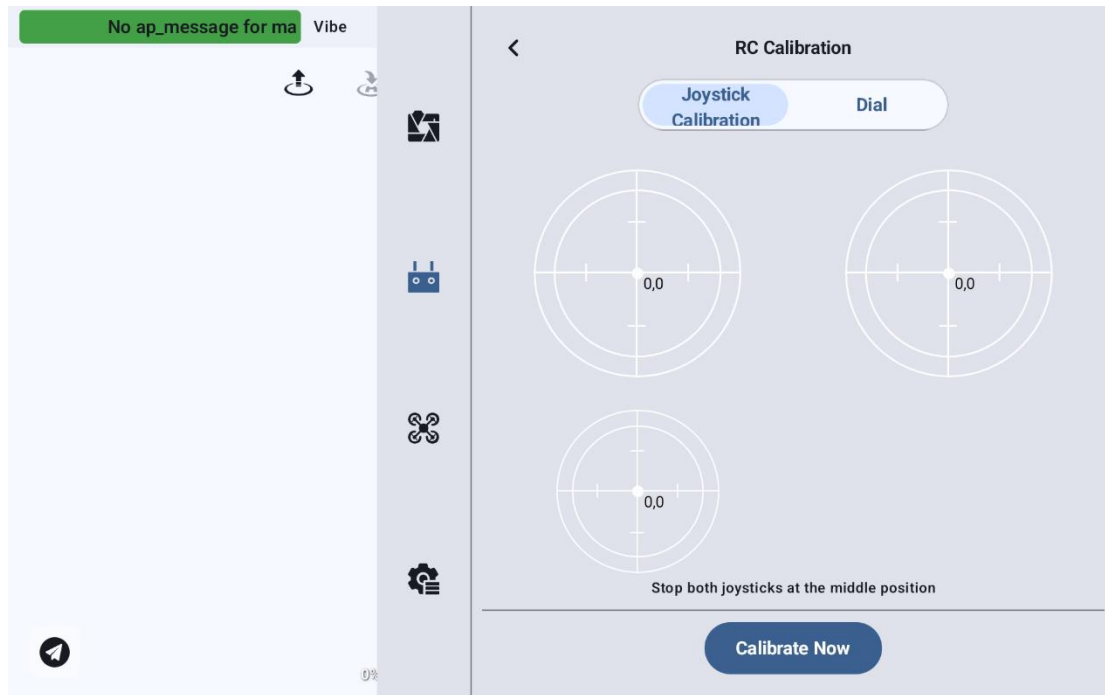 No ap_message for ma
Vibe
RC Calibration
Joystick
Calibration
Dial
0,0
0,0
0,0
Stop both joysticks at the middle position
Calibrate Now
0%